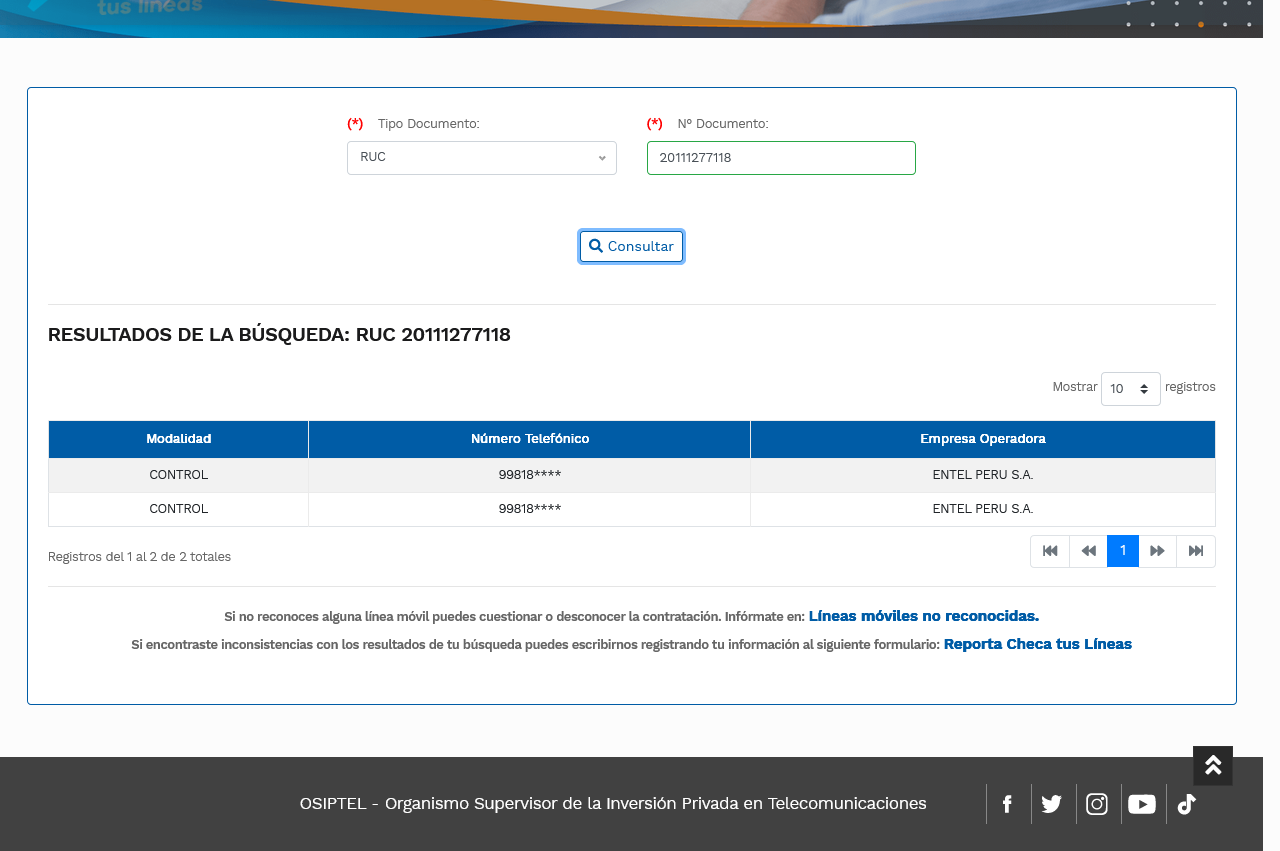 tus líneas
(*) Tipo Documento: (*) Nº Documento:
RUC 20111277118
Consultar
RESULTADOS DE LA BÚSQUEDA: RUC 20111277118
Mostrar 10 registros
Modalidad Número Telefónico Empresa Operadora
CONTROL 99818**** ENTEL PERU S.A.
CONTROL 99818**** ENTEL PERU S.A.
Registros del 1 al 2 de 2 totales 1
Si no reconoces alguna línea móvil puedes cuestionar o desconocer la contratación. Infórmate en: Líneas móviles no reconocidas.
Si encontraste inconsistencias con los resultados de tu búsqueda puedes escribirnos registrando tu información al siguiente formulario: Reporta Checa tus Líneas
OSIPTEL - Organismo Supervisor de la Inversión Privada en Telecomunicaciones